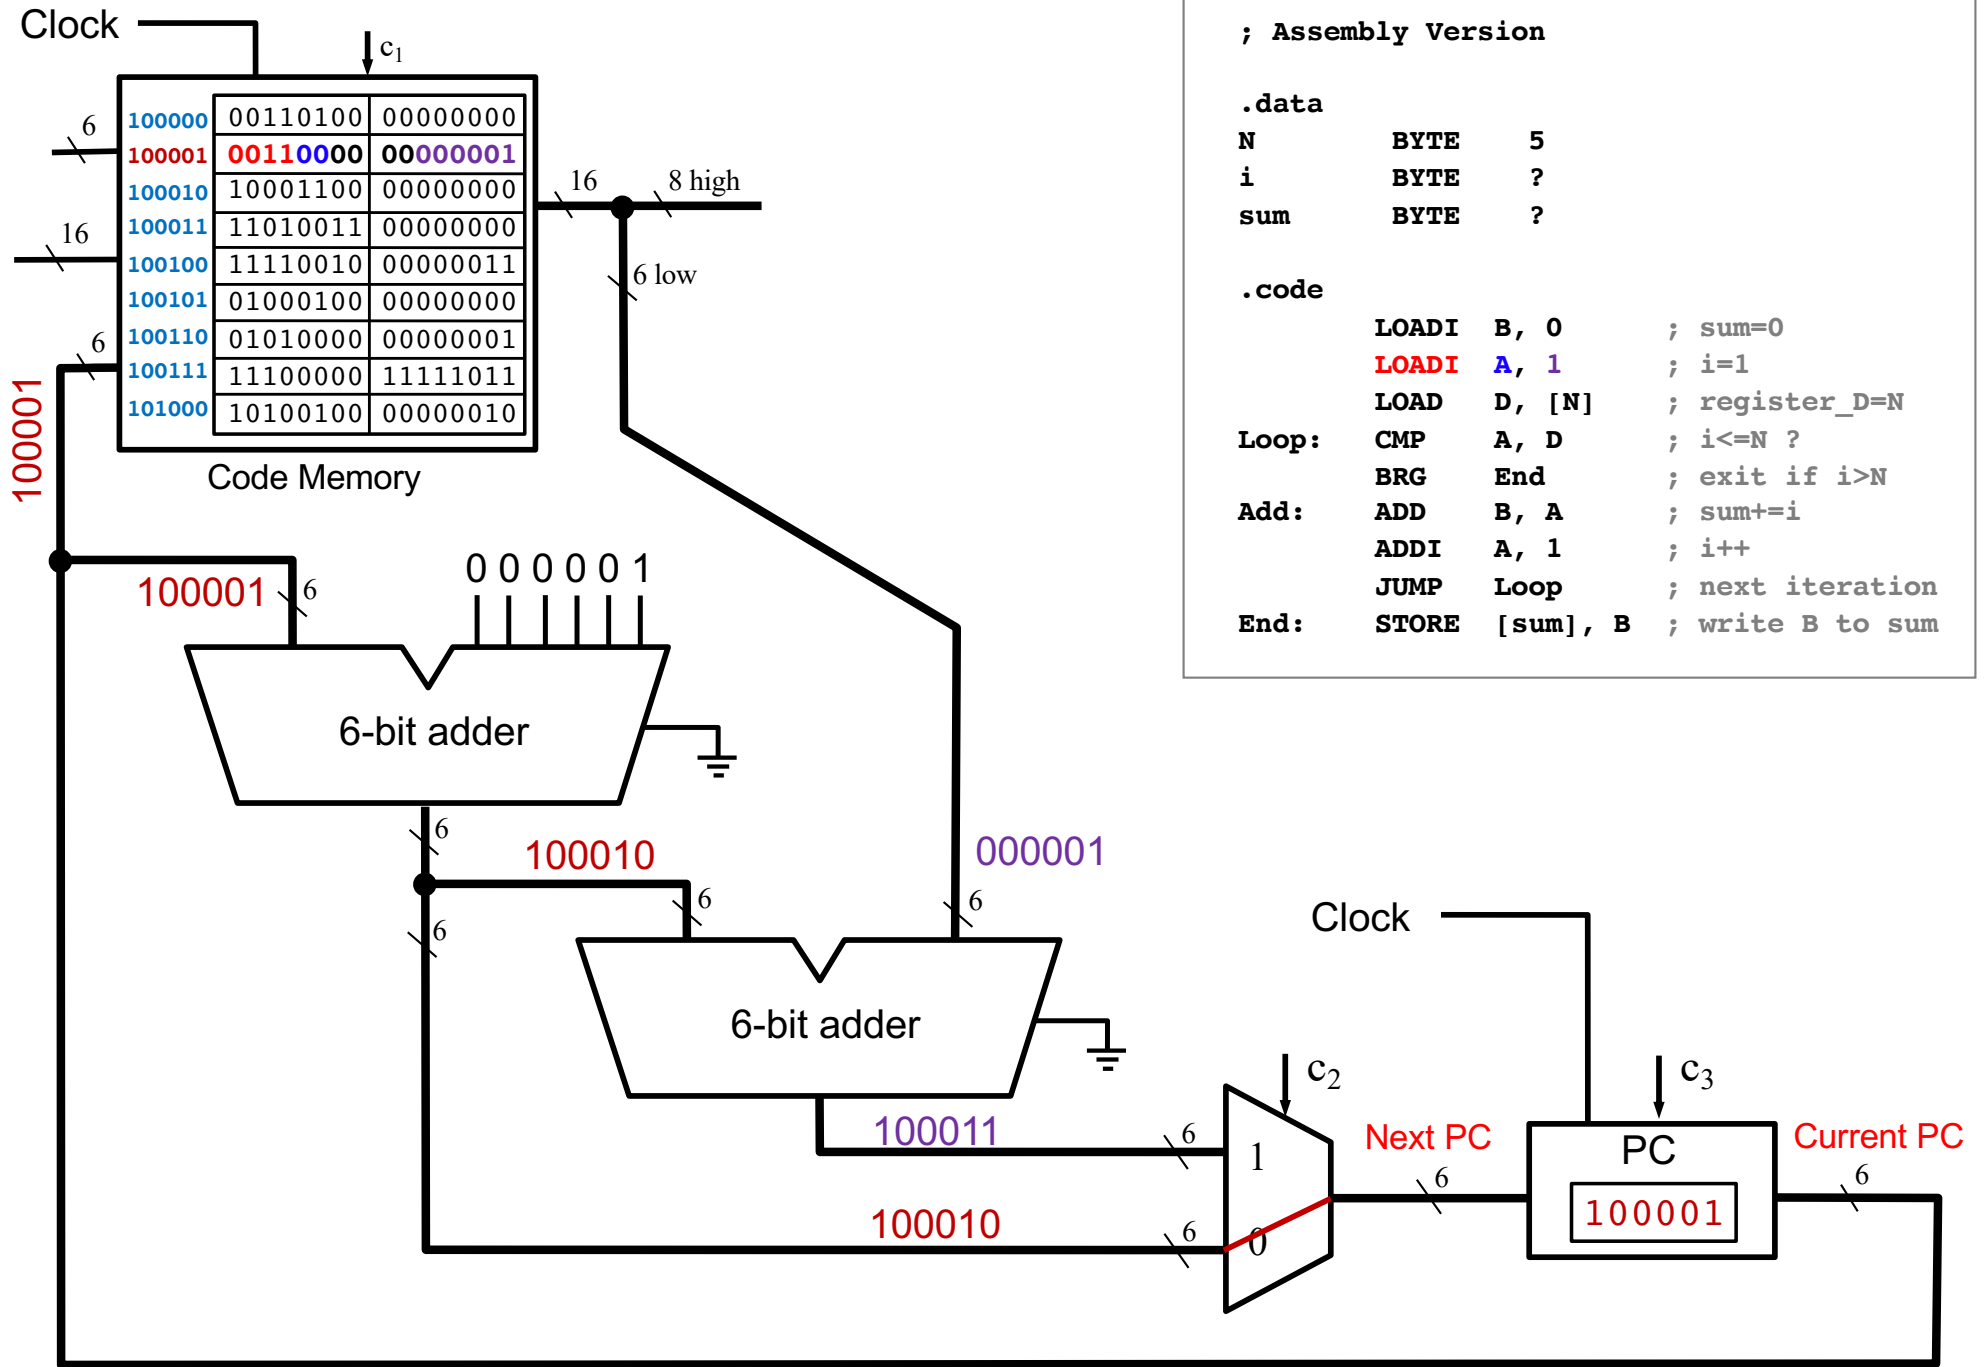 Clock
c1
6
16
6
100000 00110100 00000000
100001 00110000 00000001
100010 10001100 00000000
100011 11010011 00000000
100100 11110010 00000011
100101 01000100 00000000
100110 01010000 00000001
100111 11100000 11111011
101000 10100100 00000010
Code Memory
16
8 high
6 low
100001
100001
6
0 0 0 0 0 1
6-bit adder
6
100010
6
6
000001
6
6-bit adder
100011
6
100010
6
c2
1
0
Next PC
6
Clock
c3
PC
100001
Current PC
6
; Assembly Version
.data
N BYTE 5
i BYTE ?
sum BYTE ?
.code
LOADI B, 0 ; sum=0
LOADI A, 1 ; i=1
LOAD D, [N] ; register_D=N
Loop: CMP A, D ; i<=N ?
BRG End ; exit if i>N
Add: ADD B, A ; sum+=i
ADDI A, 1 ; i++
JUMP Loop ; next iteration
End: STORE [sum], B ; write B to sum